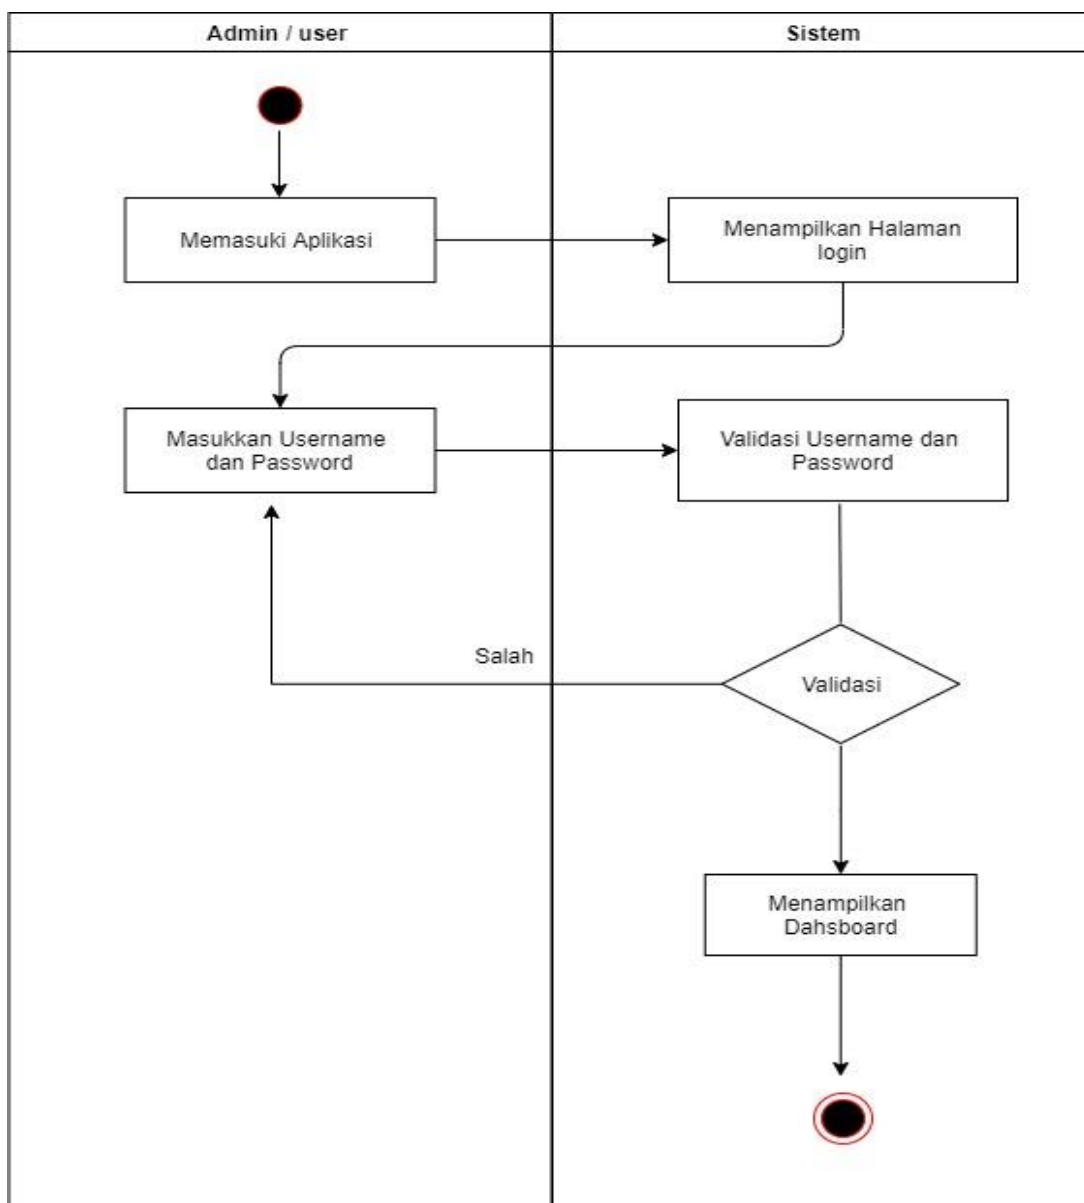 Admin / user
Sistem
Memasuki Aplikasi
Menampilkan Halaman
login
Masukkan Username
dan Password
Validasi Username dan
Password
Salah
Validasi
Menampilkan
Dahsboard